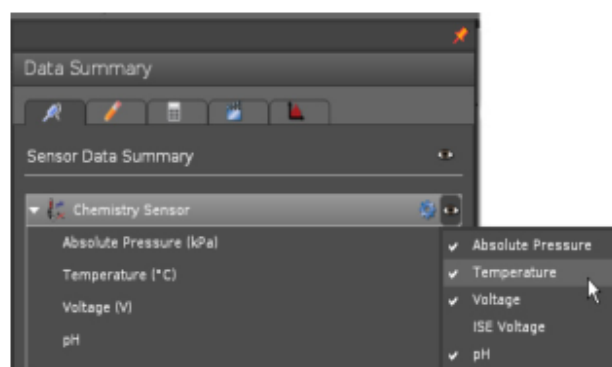 Data Summary
Sensor Data Summary
Chemistry Sensor
Absolute Pressure (kPa)
Temperature (°C)
Voltage (V)
pH
Absolute Pressure
Temperature
Voltage
ISE Voltage
pH